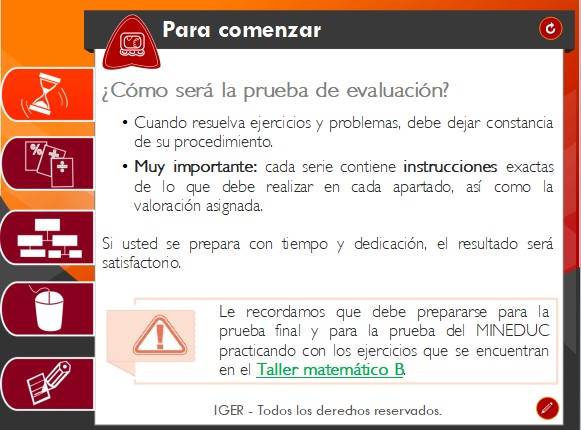 Para comenzar
¿Cómo será la prueba de evaluación?
• Cuando resuelva ejercicios y problemas, debe dejar constancia
de su procedimiento.
• Muy importante: cada serie contiene instrucciones exactas
de lo que debe realizar en cada apartado, así como la
valoración asignada.
Si usted se prepara con tiempo y dedicación, el resultado será
satisfactorio.
Le recordamos que debe prepararse para la
prueba final y para la prueba del MINEDUC
practicando con los ejercicios que se encuentran
en el Taller matemático B.
IGER - Todos los derechos reservados.